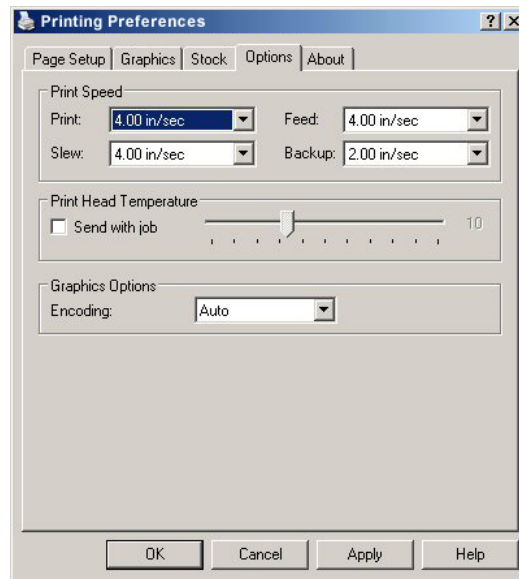 Printing Preferences
Page Setup Graphics Stock Options About
Print Speed
Print: 4.00 in/sec Feed: 4.00 in/sec
Slew: 4.00 in/sec Backup: 2.00 in/sec
Print Head Temperature
Send with job 10
Graphics Options
Encoding: Auto
OK Cancel Apply Help